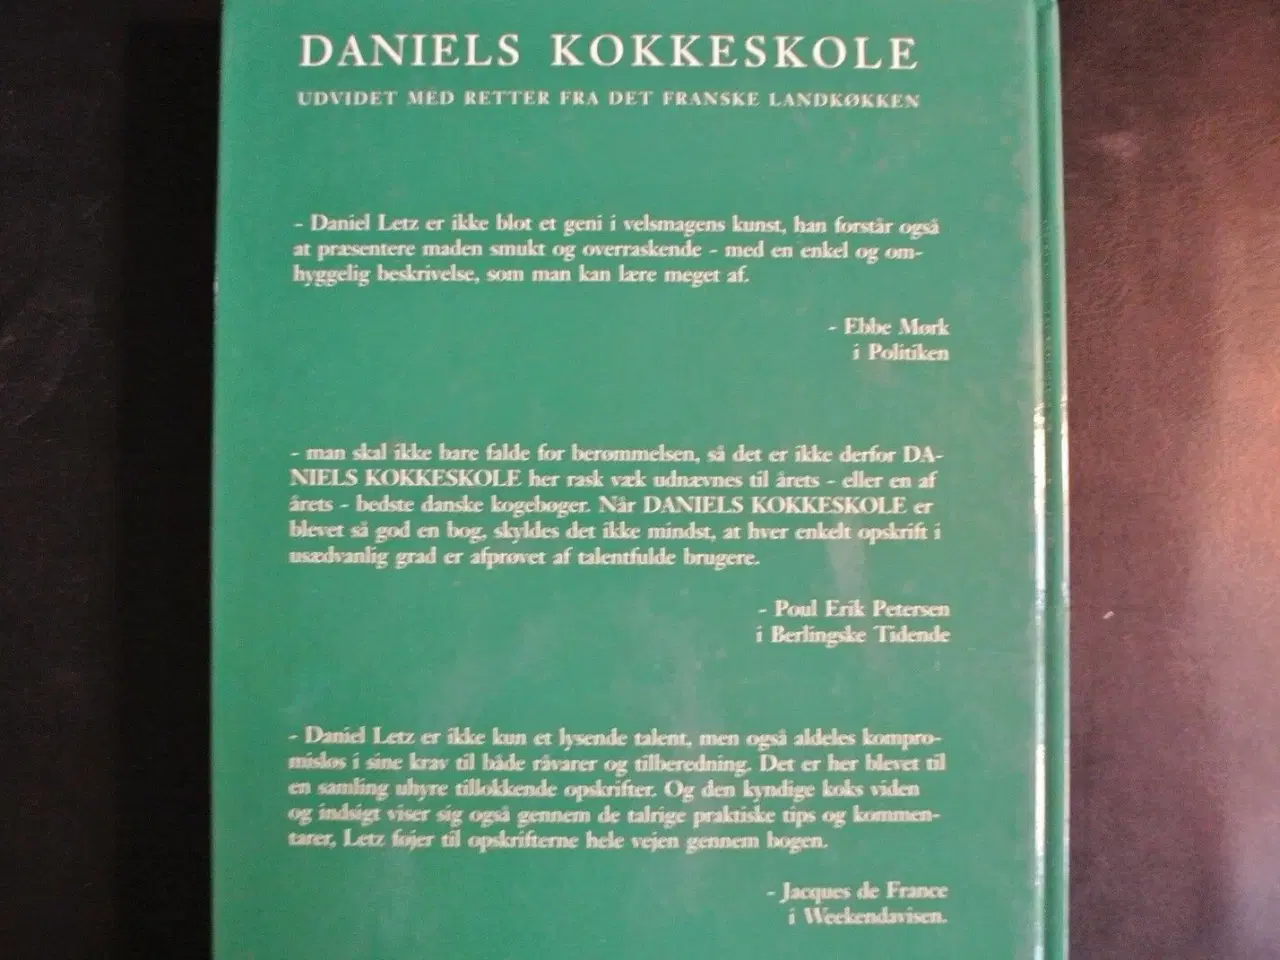 DANIELS KOKKESKOLE
UDVIDET MED RETTER FRA DET FRANSKE LANDKØKKEN
- Daniel Letz er ikke blot et geni i velsmagens kunst, han forstår også
at præsentere maden smukt og overraskende - med en enkel og om-
hyggelig beskrivelse, som man kan lære meget af.
- Ebbe Mørk
i Politiken
- man skal ikke bare falde for berømmelsen, så det er ikke derfor DA-
NIELS KOKKESKOLE her rask væk udnævnes til årets - eller en af
årets - bedste danske kogebøger. Når DANIELS KOKKESKOLE er
blevet så god en bog, skyldes det ikke mindst, at hver enkelt opskrift i
usædvanlig grad er afprøvet af talentfulde brugere.
- Poul Erik Petersen
i Berlingske Tidende
- Daniel Letz er ikke kun et lysende talent, men også aldeles kompro-
misløs i sine krav til både råvarer og tilberedning. Det er her blevet til
en samling uhyre tillokkende opskrifter. Og den kyndige koks viden
og indsigt viser sig også gennem de talrige praktiske tips og kommen-
tarer, Letz føjer til opskrifterne hele vejen gennem bogen.
- Jacques de France
i Weekendavisen.